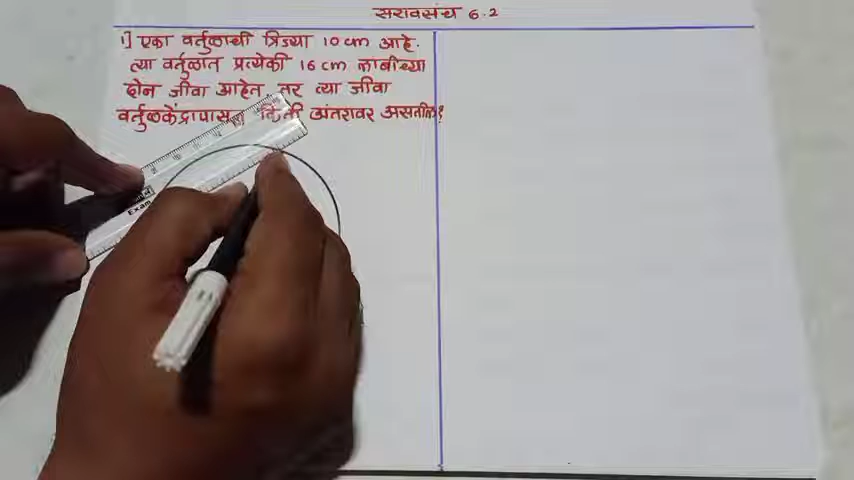 सरावसंच 6.2
1] एका वर्तुळाची त्रिज्या 10 cm आहे.
त्या वर्तुळात प्रत्येकी 16 cm लांबीच्या
दोन जीवा आहेत, तर त्या जीवा
वर्तुळकेंद्रापासून किती अंतरावर असतील?
Exam